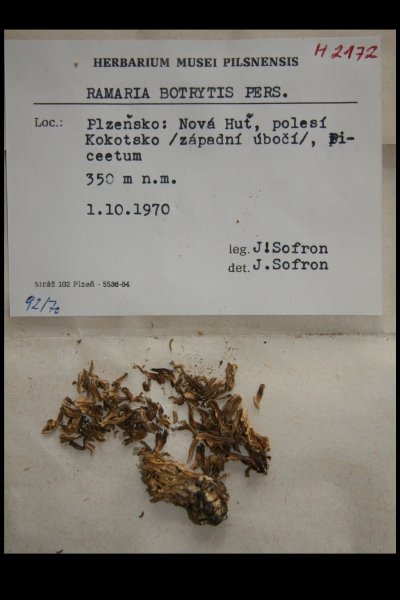 H 2172
HERBARIUM MUSEI PILSNENSIS
RAMARIA BOTRYTIS PERS.
Loc.: Plzeňsko: Nová Huť, polesí
Kokotsko /západní úbočí/, Pi-
ceetum
350 m n.m.
1.10.1970
leg. J.Sofron
det. J.Sofron
Stráž 102 Plzeň - 5586-64
92/70